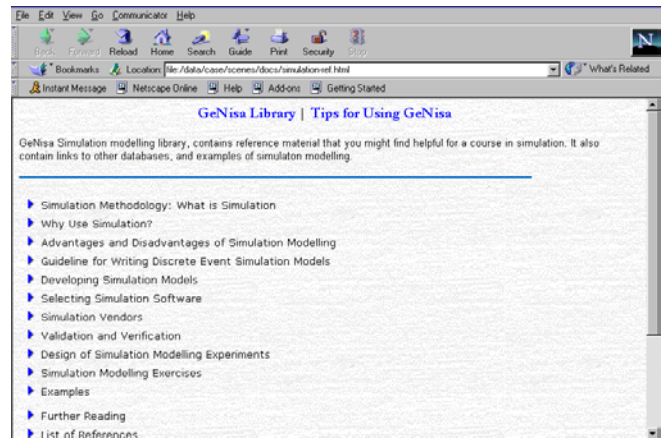 File Edit View Go Communicator Help
Back Forward Reload Home Search Guide Print Security Stop
N
Bookmarks Location: file:/data/case/scenes/docs/simulation-ref.html What's Related
Instant Message Netscape Online Help Add-ons Getting Started
GeNisa Library | Tips for Using GeNisa
GeNisa Simulation modelling library, contains reference material that you might find helpful for a course in simulation. It also
contain links to other databases, and examples of simulaton modelling.
Simulation Methodology: What is Simulation
Why Use Simulation?
Advantages and Disadvantages of Simulation Modelling
Guideline for Writing Discrete Event Simulation Models
Developing Simulation Models
Selecting Simulation Software
Simulation Vendors
Validation and Verification
Design of Simulation Modelling Experiments
Simulation Modelling Exercises
Examples
Further Reading
List of References